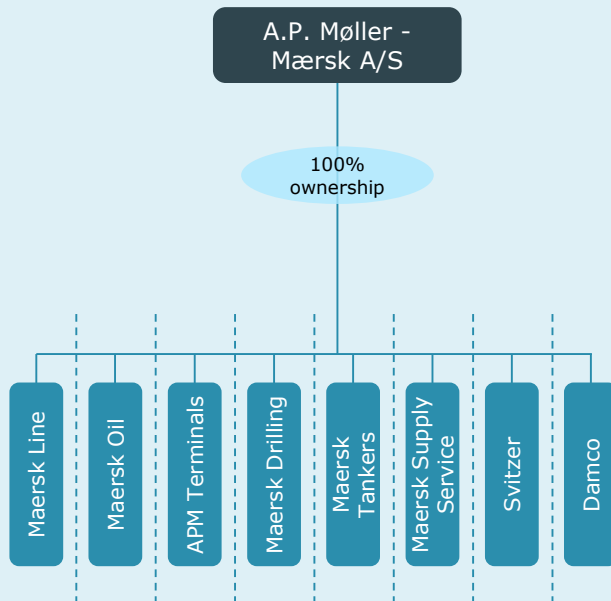 A.P. Møller -
Mærsk A/S
100%
ownership
Maersk Line
Maersk Oil
APM Terminals
Maersk Drilling
Maersk
Tankers
Maersk Supply
Service
Svitzer
Damco